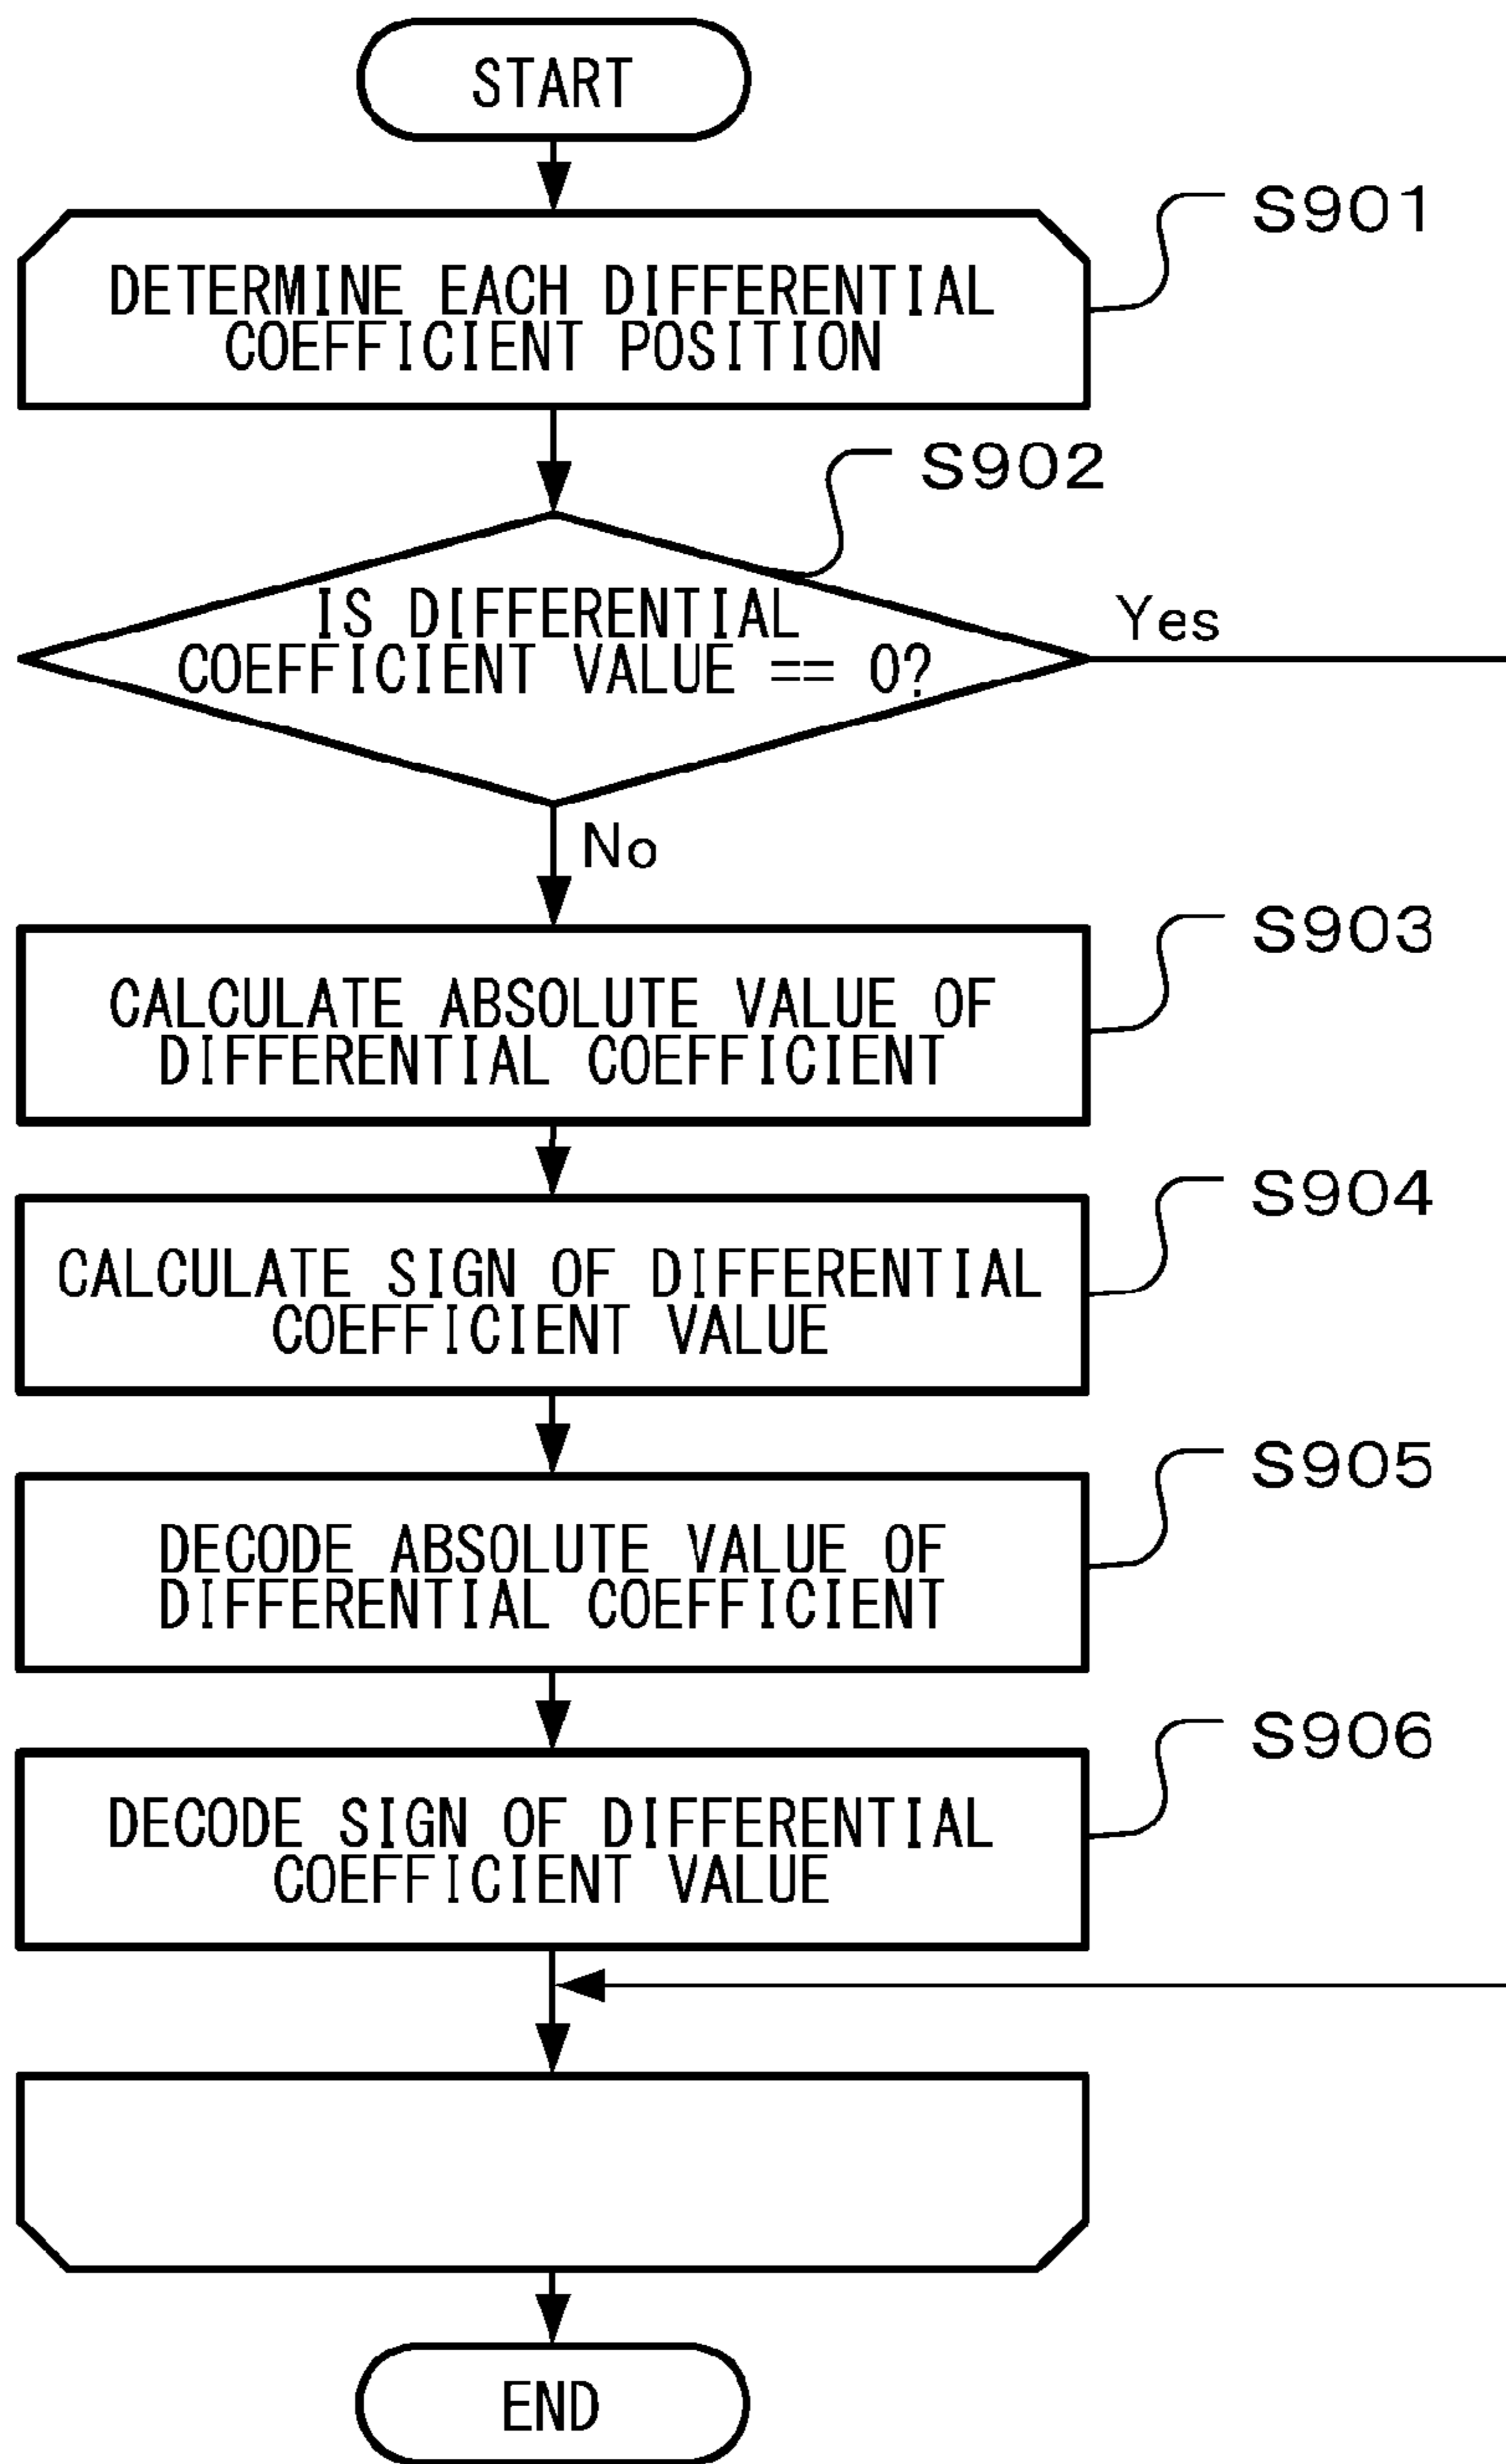 START
S901
DETERMINE EACH DIFFERENTIAL
COEFFICIENT POSITION
S902
IS DIFFERENTIAL
COEFFICIENT VALUE == 0?
Yes
No
S903
CALCULATE ABSOLUTE VALUE OF
DIFFERENTIAL COEFFICIENT
S904
CALCULATE SIGN OF DIFFERENTIAL
COEFFICIENT VALUE
S905
DECODE ABSOLUTE VALUE OF
DIFFERENTIAL COEFFICIENT
S906
DECODE SIGN OF DIFFERENTIAL
COEFFICIENT VALUE
END